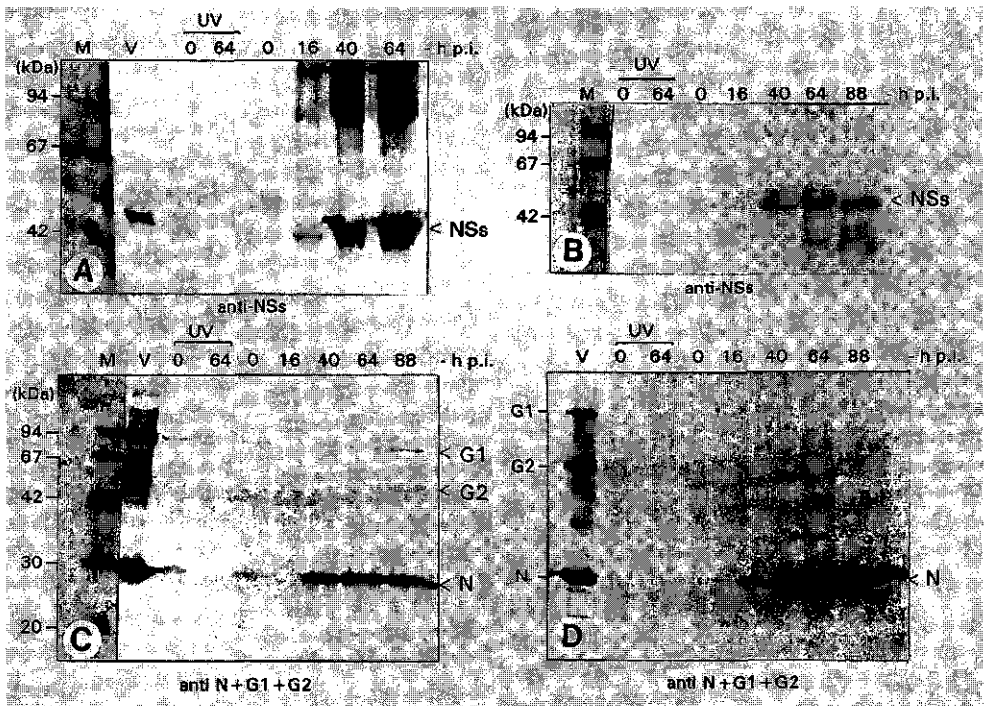 UV
M V 0 64 0 16 40 64 - h p.i.
(kDa)
94
67
42
< NSs
A
anti-NSs
UV
M 0 64 0 16 40 64 88 - h p.i.
(kDa)
94
67
42
< NSs
B
anti-NSs
UV
M V 0 64 0 16 40 64 88 - h p.i.
(kDa)
94
67
42
30
20
< G1
< G2
< N
C
anti N+G1+G2
UV
V 0 64 0 16 40 64 88 - h p.i.
G1
G2
N
< N
D
anti N+G1+G2